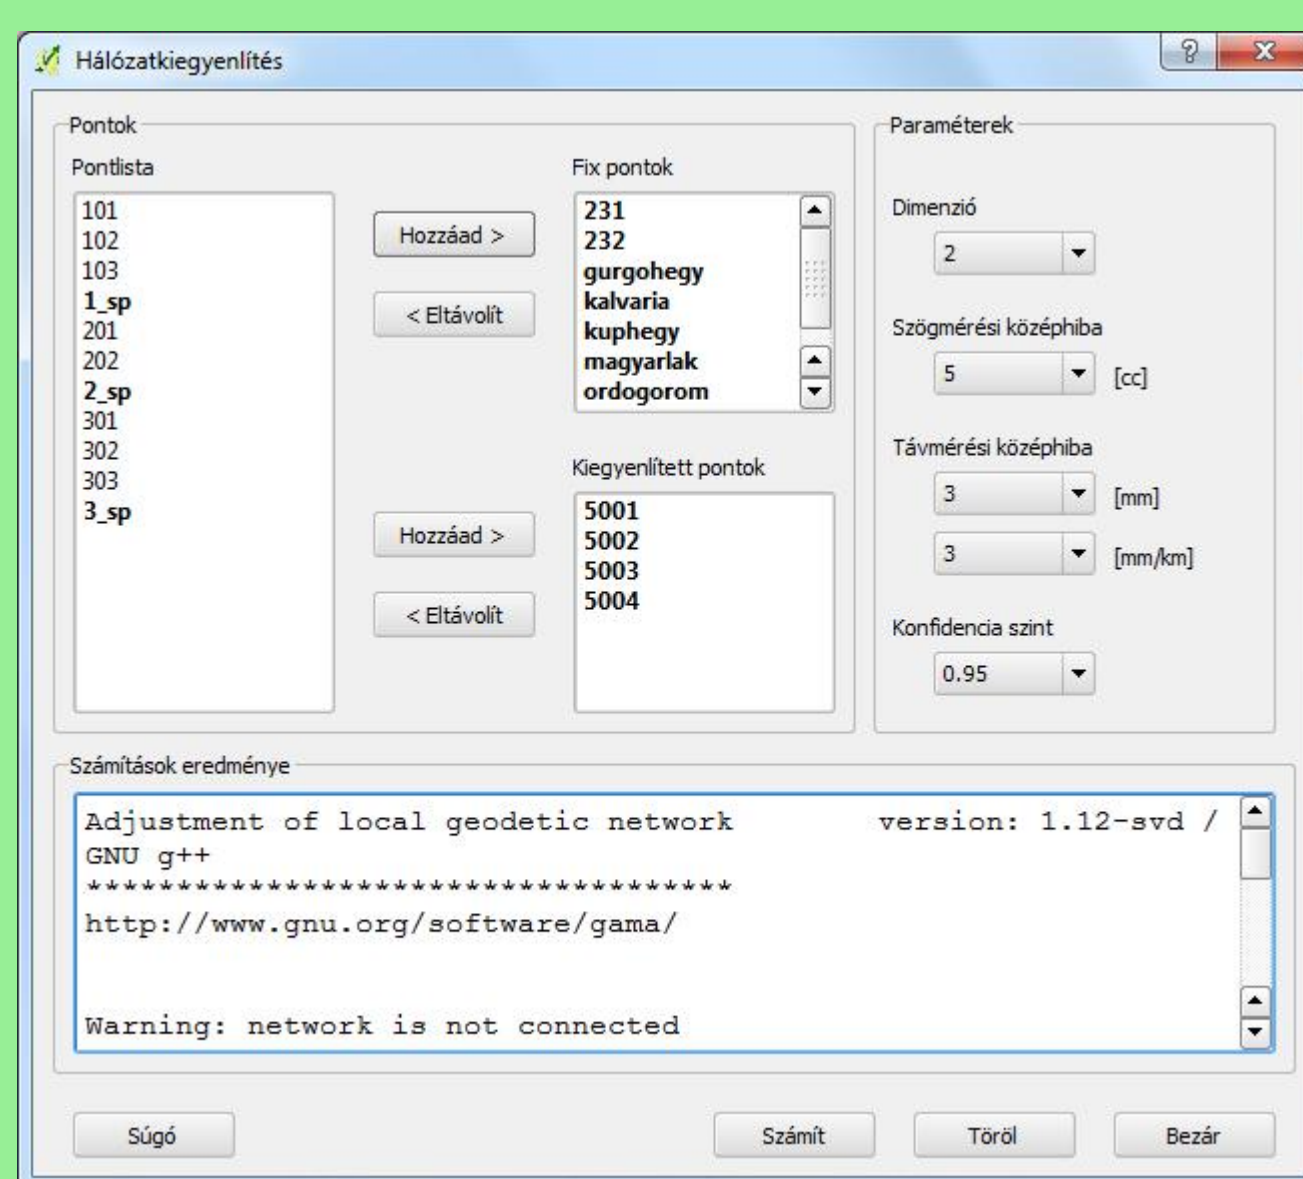 Hálózatkiegyenlítés
Pontok
Pontlista
101
102
103
1_sp
201
202
2_sp
301
302
303
3_sp
Hozzáad >
< Eltávolít
Hozzáad >
< Eltávolít
Fix pontok
231
232
gurgohegy
kalvaria
kuphegy
magyarlak
ordogorom
Kiegyenlített pontok
5001
5002
5003
5004
Paraméterek
Dimenzió
2
Szögmérési középhiba
5 [cc]
Távmérési középhiba
3 [mm]
3 [mm/km]
Konfidencia szint
0.95
Számítások eredménye
Adjustment of local geodetic network version: 1.12-svd /
GNU g++
************************************
http://www.gnu.org/software/gama/
Warning: network is not connected
Súgó
Számít
Töröl
Bezár